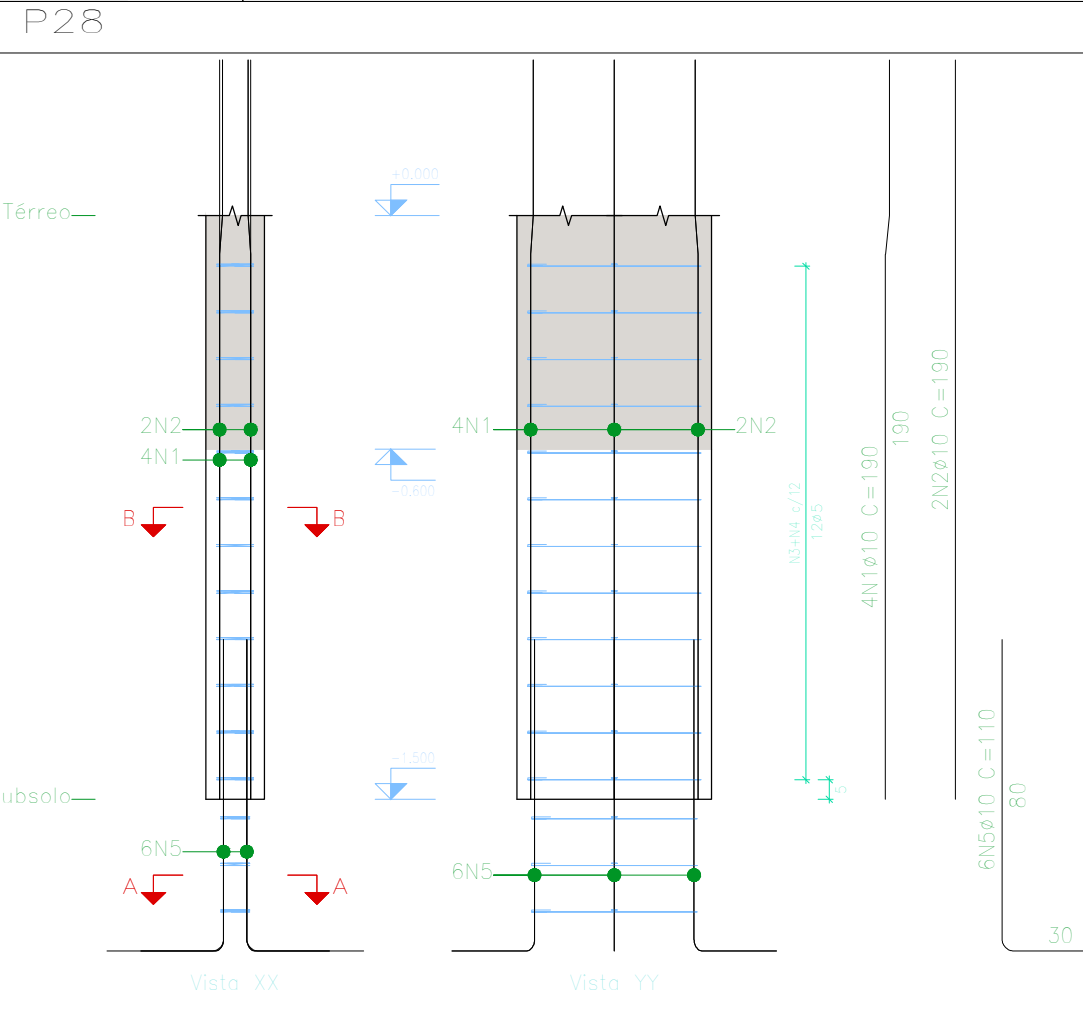 P28
+0.000
Térreo
2N2
4N1
4N1
2N2
-0.600
B
B
N3+N4 c/12
12ø5
4N1ø10 C=190
190
2N2ø10 C=190
-1.500
ubsolo
5
6N5ø10 C=110
80
6N5
6N5
A
A
30
Vista XX
Vista YY